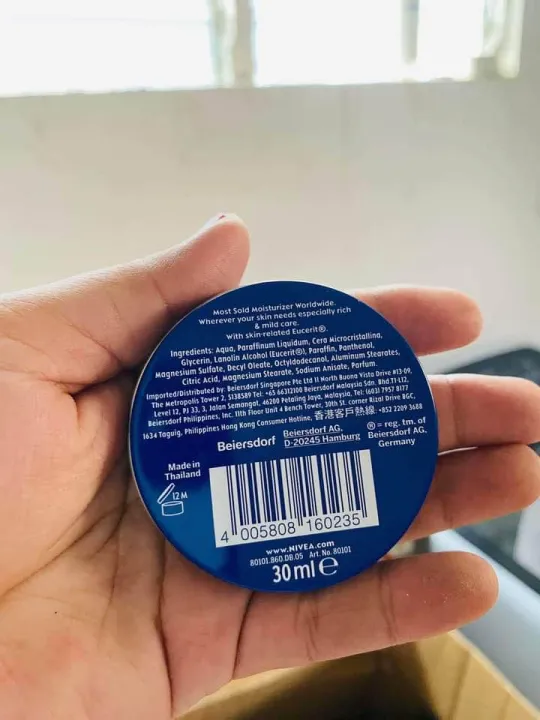 Most Sold Moisturizer Worldwide.
Wherever your skin needs especially rich
& mild care.
With skin-related Eucerit®.
Ingredients: Aqua, Paraffinum Liquidum, Cera Microcristallina,
Glycerin, Lanolin Alcohol (Eucerit®), Paraffin, Panthenol,
Magnesium Sulfate, Decyl Oleate, Octyldodecanol, Aluminum Stearates,
Citric Acid, Magnesium Stearate, Sodium Anisate, Parfum.
Imported/Distributed by: Beiersdorf Singapore Pte Ltd 11 North Buona Vista Drive #13-09,
The Metropolis Tower 2, S138589 Tel: +65 66312100 Beiersdorf Malaysia Sdn. Bhd.T1-L12,
Level 12, PJ 33, 3, Jalan Semangat, 46200 Petaling Jaya, Malaysia. Tel: (603) 7957 8177
Beiersdorf Philippines, Inc. 11th Floor Unit 4 Bench Tower, 30th St. corner Rizal Drive BGC,
1634 Taguig, Philippines Hong Kong Consumer Hotline, 香港客戶熱線: +852 2209 3688
Beiersdorf
Beiersdorf AG,
D-20245 Hamburg
® = reg. tm. of
Beiersdorf AG,
Germany
Made in
Thailand
12 M
4 005808 160235
www.NIVEA.com
80101.860.DB.05 Art. No. 80101
30 ml e